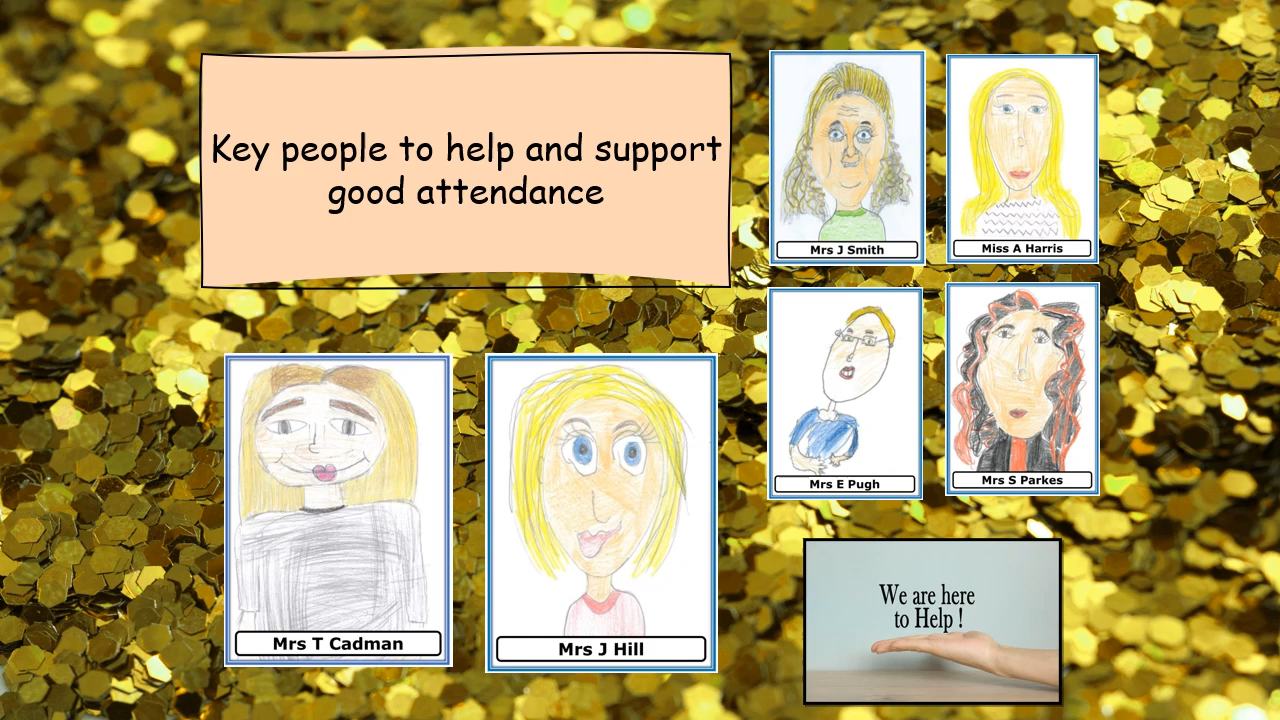 Key people to help and support
good attendance
Mrs J Smith
Miss A Harris
Mrs E Pugh
Mrs S Parkes
Mrs T Cadman
Mrs J Hill
We are here
to Help !